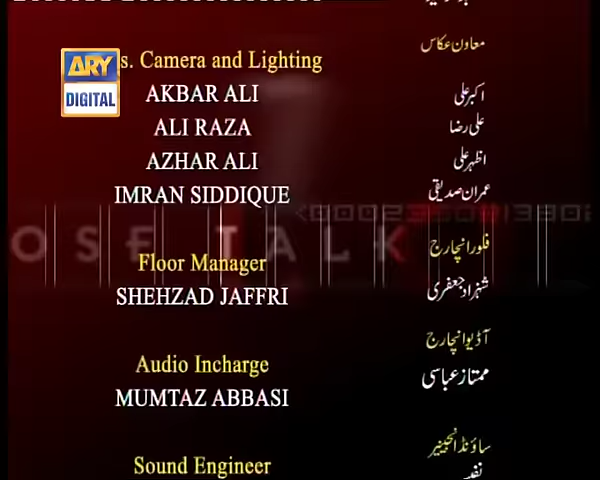 معاون عکاس
s. Camera and Lighting
ARY
DIGITAL
AKBAR ALI
اکبر علی
ALI RAZA
علی رضا
AZHAR ALI
اظہر علی
IMRAN SIDDIQUE
عمران صدیقی
OSE TALK
فلور انچارج
Floor Manager
SHEHZAD JAFFRI
شہزاد جعفری
آڈیو انچارج
Audio Incharge
MUMTAZ ABBASI
ممتاز عباسی
ساؤنڈ انجینیر
Sound Engineer